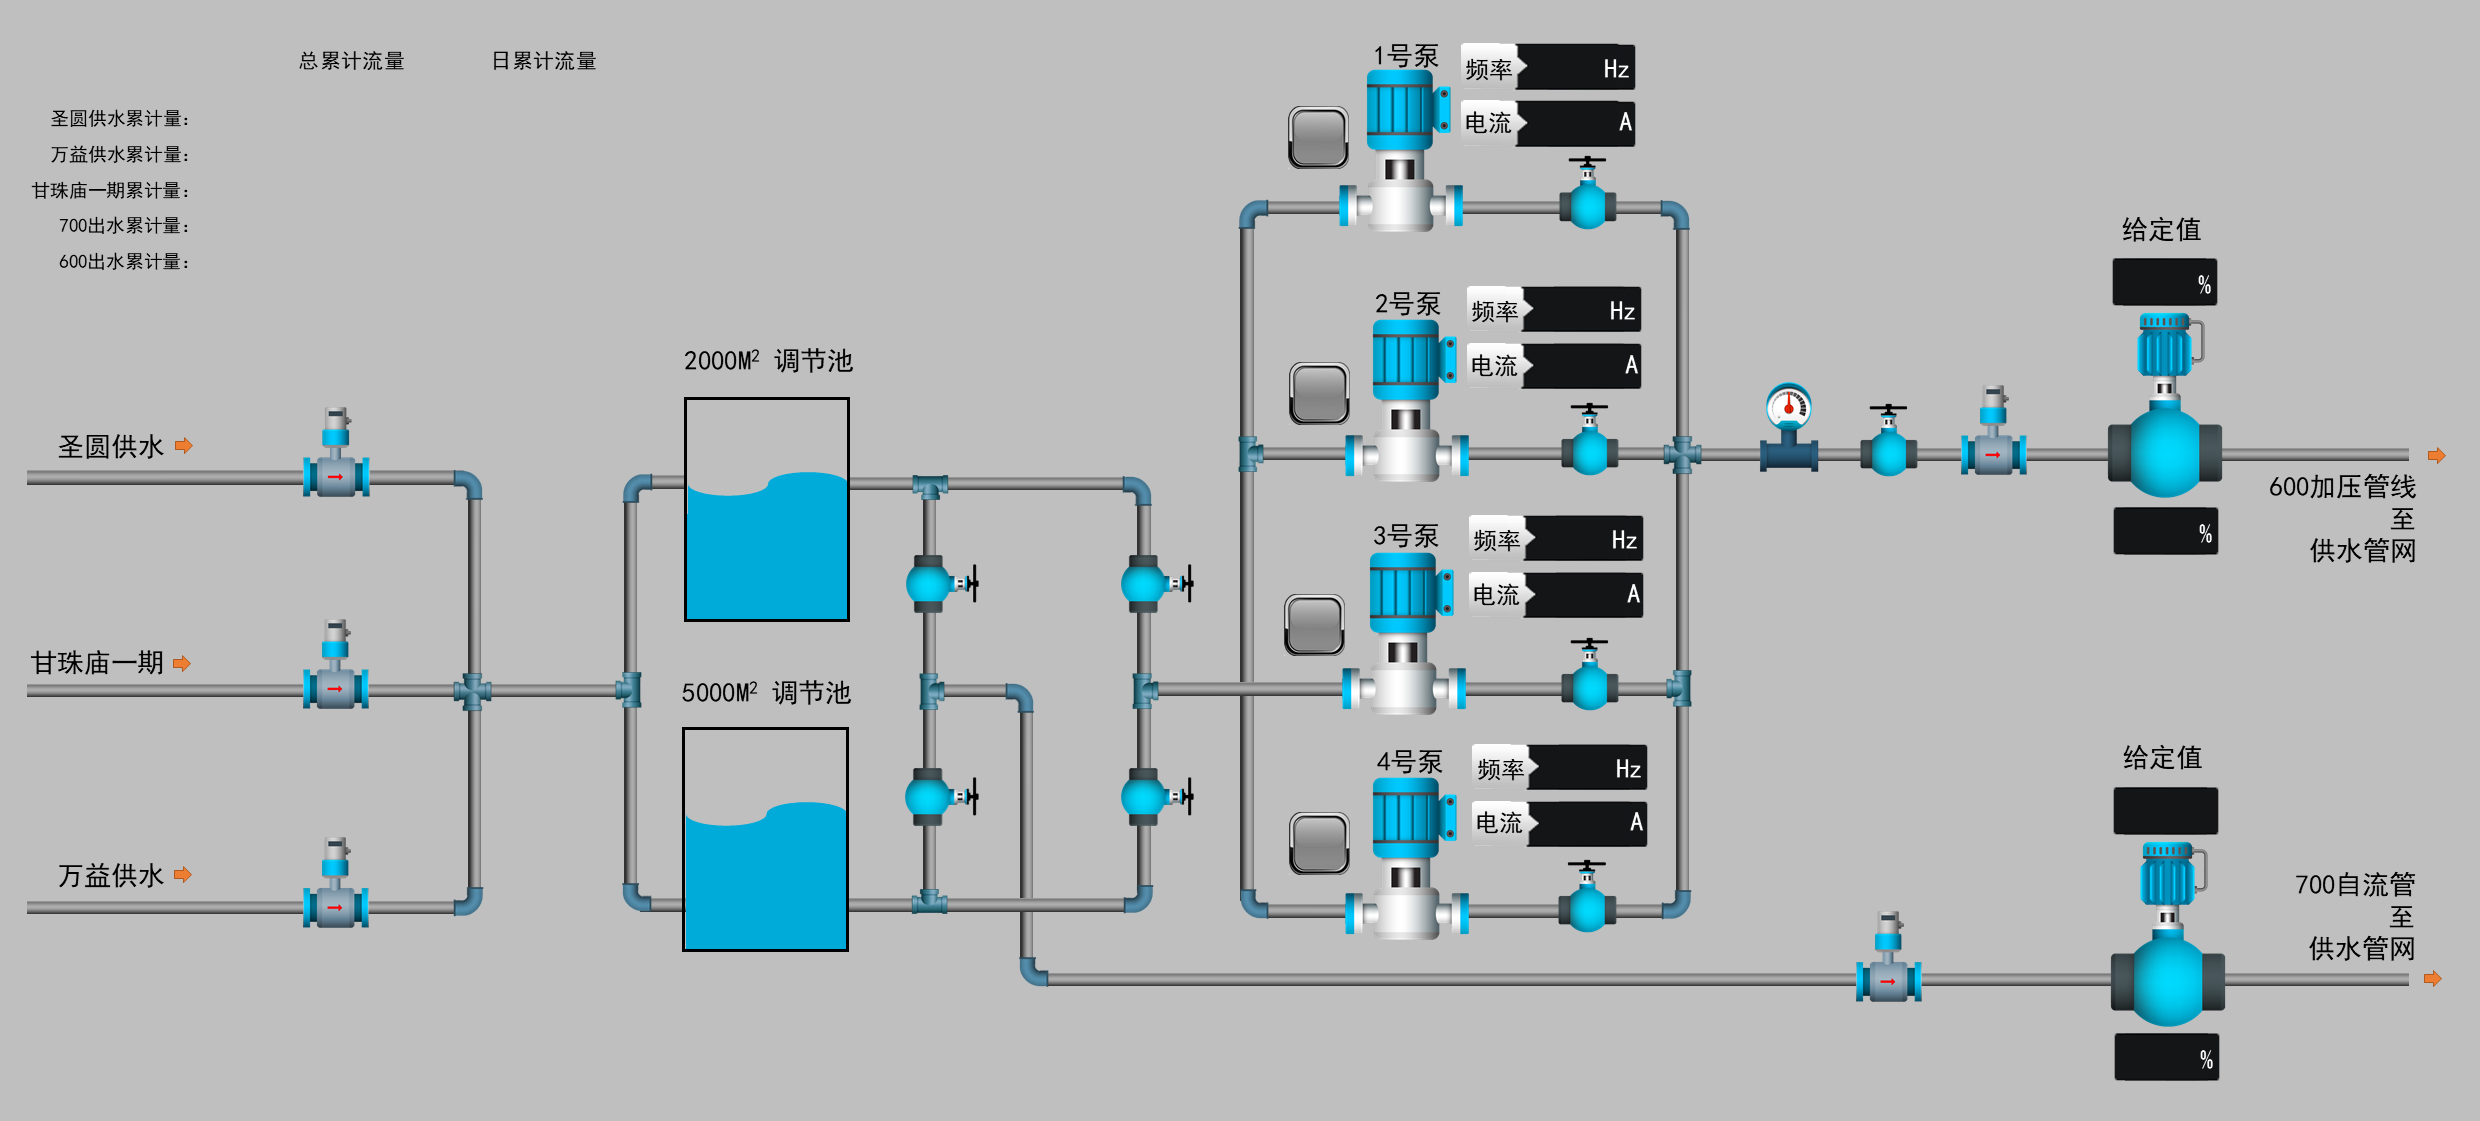 总累计流量 日累计流量
圣圆供水累计量:
万益供水累计量:
甘珠庙一期累计量:
700出水累计量:
600出水累计量:
圣圆供水
甘珠庙一期
万益供水
2000M² 调节池
5000M² 调节池
1号泵
频率 Hz
电流 A
2号泵
频率 Hz
电流 A
3号泵
频率 Hz
电流 A
4号泵
频率 Hz
电流 A
给定值
%
%
600加压管线
至
供水管网
给定值
%
700自流管
至
供水管网